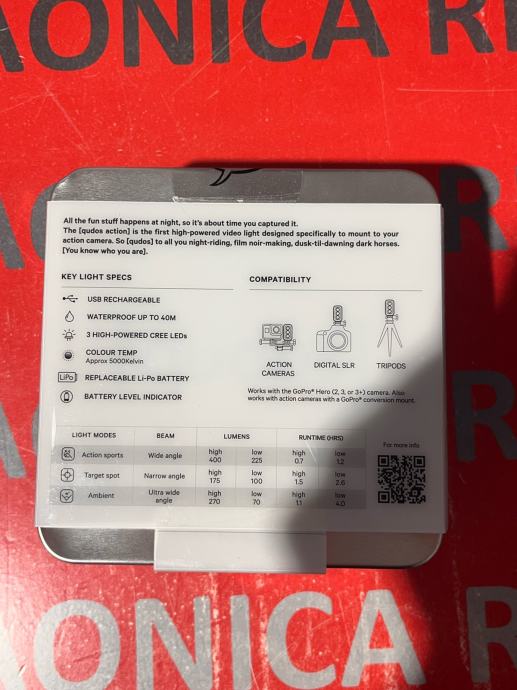 ONICA R
All the fun stuff happens at night, so it's about time you captured it.
The [qudos action] is the first high-powered video light designed specifically to mount to your
action camera. So [qudos] to all you night-riding, film noir-making, dusk-til-dawning dark horses.
[You know who you are].
KEY LIGHT SPECS
USB RECHARGEABLE
WATERPROOF UP TO 40M
3 HIGH-POWERED CREE LEDs
COLOUR TEMP
Approx 5000Kelvin
LiPo REPLACEABLE Li-Po BATTERY
BATTERY LEVEL INDICATOR
COMPATIBILITY
ACTION
CAMERAS
DIGITAL SLR
TRIPODS
Works with the GoPro® Hero (2, 3, or 3+) camera. Also
works with action cameras with a GoPro® conversion mount.
LIGHT MODES BEAM LUMENS RUNTIME (HRS)
high low high low
Action sports Wide angle 400 225 0.7 1.2
high low high low
Target spot Narrow angle 175 100 1.5 2.6
high low high low
Ambient Ultra wide angle 270 70 1.1 4.0
For more info
ONICA R